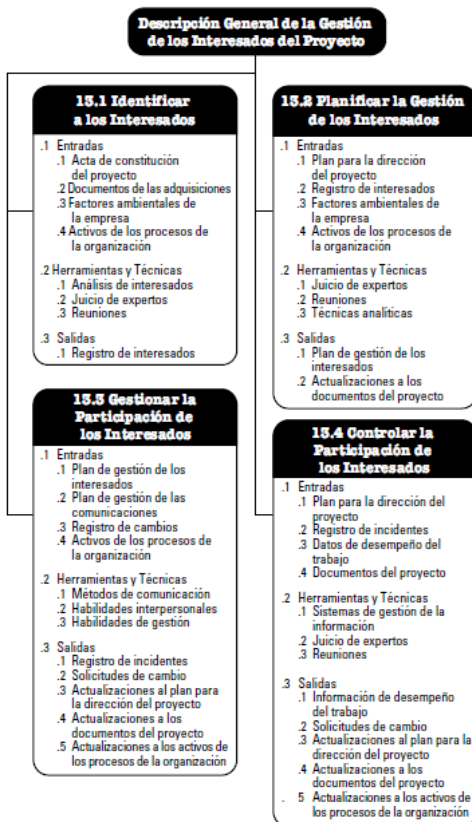 Descripción General de la Gestión
de los Interesados del Proyecto
13.1 Identificar
a los Interesados
.1 Entradas
.1 Acta de constitución
del proyecto
.2 Documentos de las adquisiciones
.3 Factores ambientales de
la empresa
.4 Activos de los procesos de
la organización
.2 Herramientas y Técnicas
.1 Análisis de interesados
.2 Juicio de expertos
.3 Reuniones
.3 Salidas
.1 Registro de interesados
13.2 Planificar la Gestión
de los Interesados
.1 Entradas
.1 Plan para la dirección
del proyecto
.2 Registro de interesados
.3 Factores ambientales de
la empresa
.4 Activos de los procesos de
la organización
.2 Herramientas y Técnicas
.1 Juicio de expertos
.2 Reuniones
.3 Técnicas analíticas
.3 Salidas
.1 Plan de gestión de los
interesados
.2 Actualizaciones a los
documentos del proyecto
13.3 Gestionar la
Participación de
los Interesados
.1 Entradas
.1 Plan de gestión de los
interesados
.2 Plan de gestión de las
comunicaciones
.3 Registro de cambios
.4 Activos de los procesos de
la organización
.2 Herramientas y Técnicas
.1 Métodos de comunicación
.2 Habilidades interpersonales
.3 Habilidades de gestión
.3 Salidas
.1 Registro de incidentes
.2 Solicitudes de cambio
.3 Actualizaciones al plan para
la dirección del proyecto
.4 Actualizaciones a los
documentos del proyecto
.5 Actualizaciones a los activos de
los procesos de la organización
13.4 Controlar la
Participación de
los Interesados
.1 Entradas
.1 Plan para la dirección del
proyecto
.2 Registro de incidentes
.3 Datos de desempeño del
trabajo
.4 Documentos del proyecto
.2 Herramientas y Técnicas
.1 Sistemas de gestión de la
información
.2 Juicio de expertos
.3 Reuniones
.3 Salidas
.1 Información de desempeño
del trabajo
.2 Solicitudes de cambio
.3 Actualizaciones al plan para la
dirección del proyecto
.4 Actualizaciones a los
documentos del proyecto
. 5 Actualizaciones a los activos de
los procesos de la organización